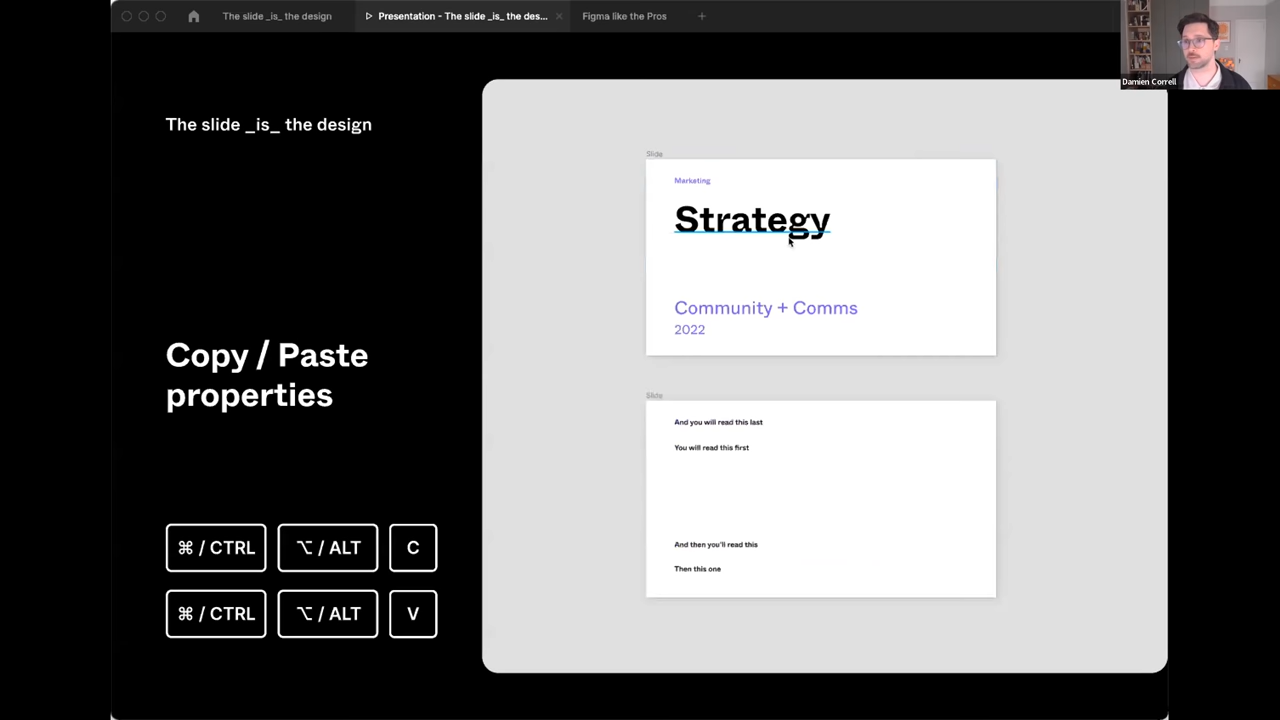 The slide _is_ the design
Presentation - The slide _is_ the des...
Figma like the Pros
Damien Correll
The slide _is_ the design
Copy / Paste
properties
⌘ / CTRL ⌥ / ALT C
⌘ / CTRL ⌥ / ALT V
Slide
Marketing
Strategy
Community + Comms
2022
Slide
And you will read this last
You will read this first
And then you'll read this
Then this one